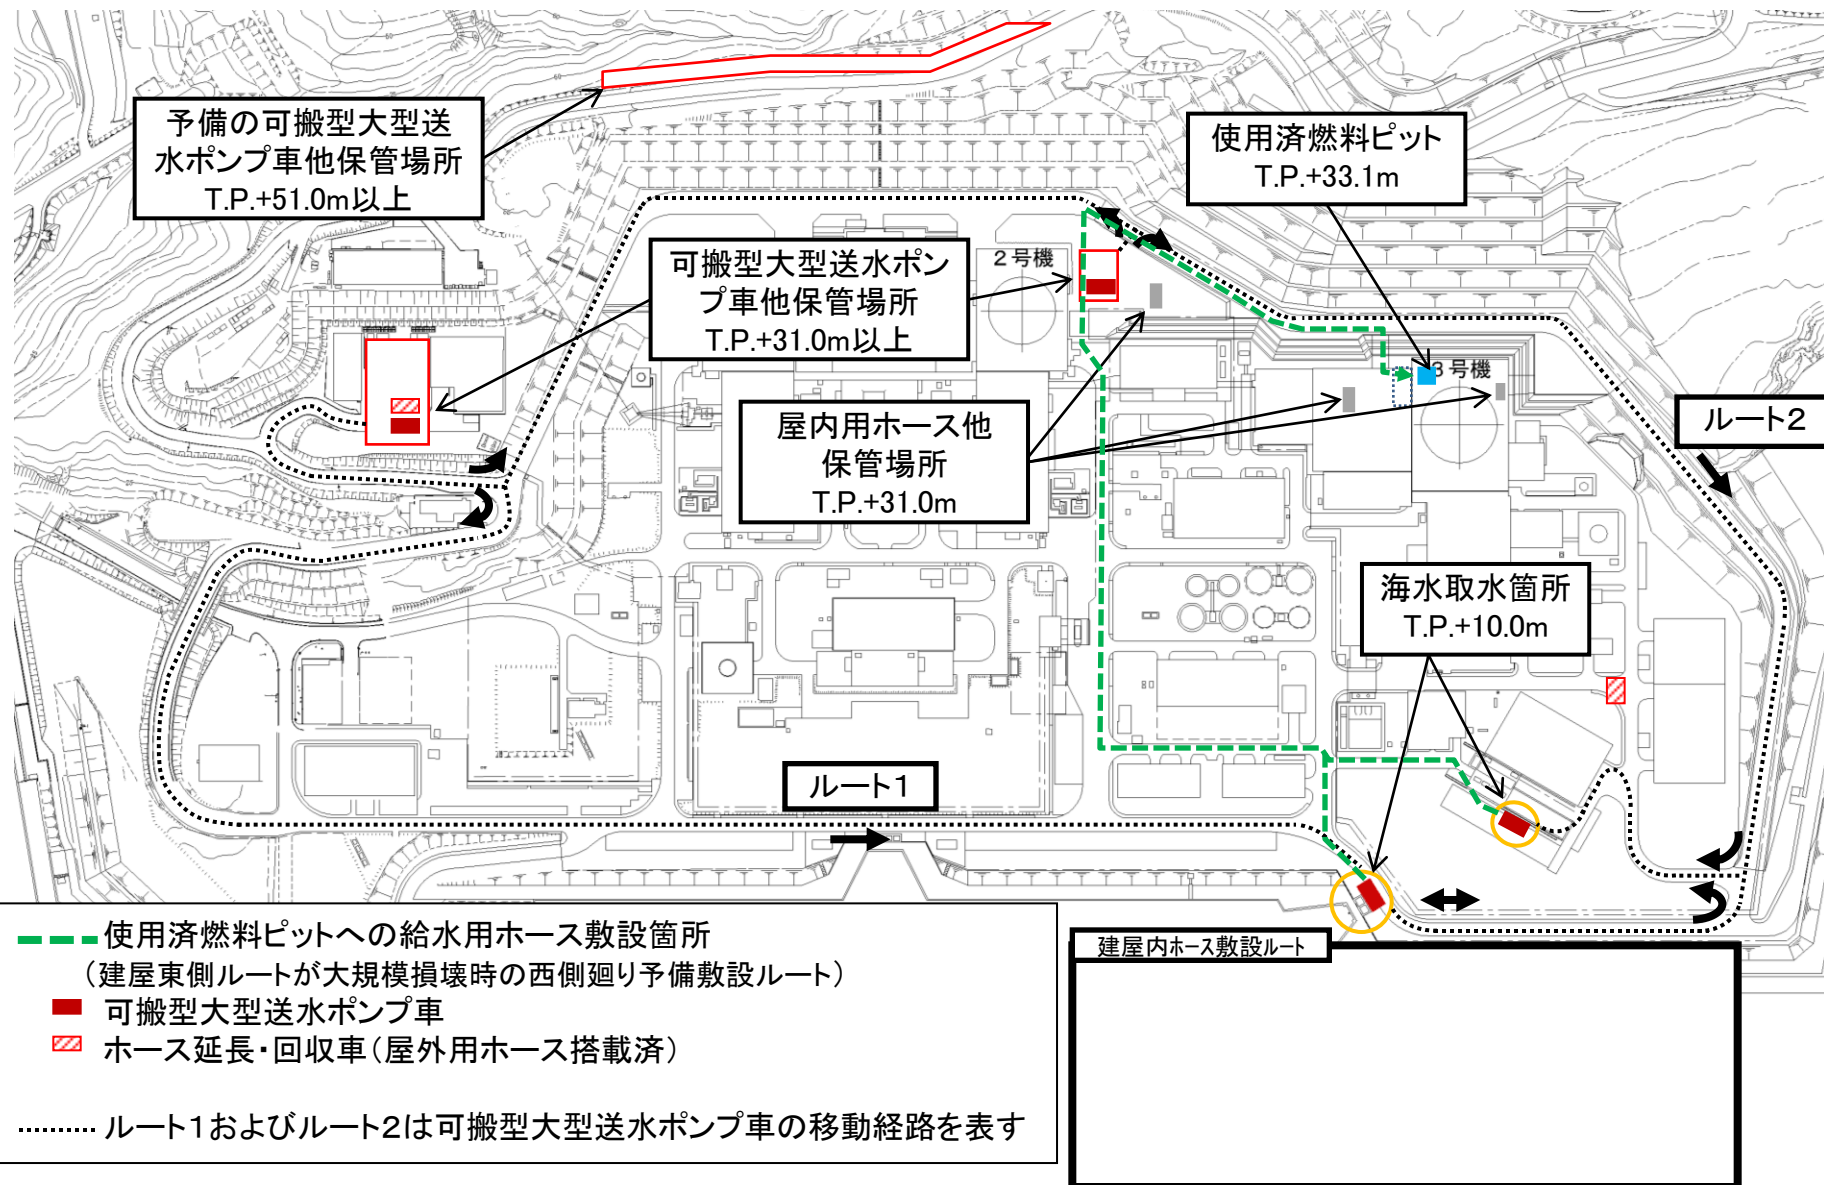 予備の可搬型大型送
水ポンプ車他保管場所
T.P.+51.0m以上
使用済燃料ピット
T.P.+33.1m
可搬型大型送水ポン
プ車他保管場所
T.P.+31.0m以上
2号機
3号機
屋内用ホース他
保管場所
T.P.+31.0m
ルート2
海水取水箇所
T.P.+10.0m
ルート1
使用済燃料ピットへの給水用ホース敷設箇所
（建屋東側ルートが大規模損壊時の西側廻り予備敷設ルート）
可搬型大型送水ポンプ車
ホース延長・回収車（屋外用ホース搭載済）
ルート1およびルート2は可搬型大型送水ポンプ車の移動経路を表す
建屋内ホース敷設ルート